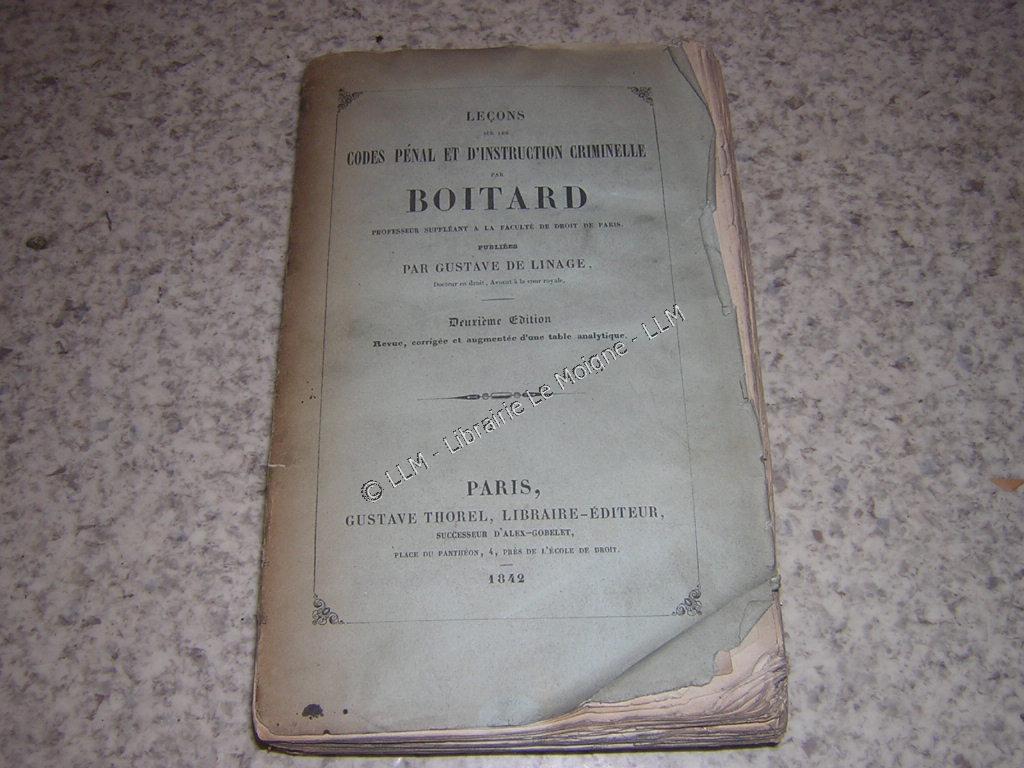 LEÇONS
SUR LES
CODES PÉNAL ET D'INSTRUCTION CRIMINELLE
PAR
BOITARD
PROFESSEUR SUPPLÉANT A LA FACULTÉ DE DROIT DE PARIS.
PUBLIÉES
PAR GUSTAVE DE LINAGE,
Docteur en droit, Avocat à la cour royale.
Deuxième Edition
Revue, corrigée et augmentée d'une table analytique.
© LLM - Librairie Le Moigne - LLM
PARIS,
GUSTAVE THOREL, LIBRAIRE-ÉDITEUR,
SUCCESSEUR D'ALEX-GOBELET,
PLACE DU PANTHÉON, 4, PRÈS DE L'ÉCOLE DE DROIT.
1842